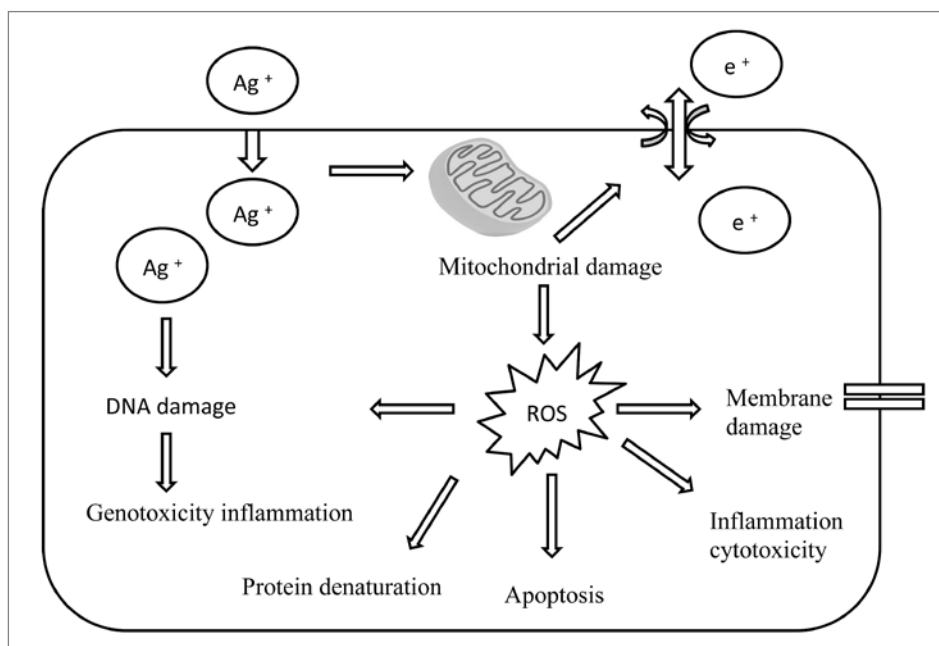 Ag +
e +
Ag +
e +
Ag +
Mitochondrial damage
DNA damage
ROS
Membrane
damage
Genotoxicity inflammation
Inflammation
cytotoxicity
Protein denaturation
Apoptosis